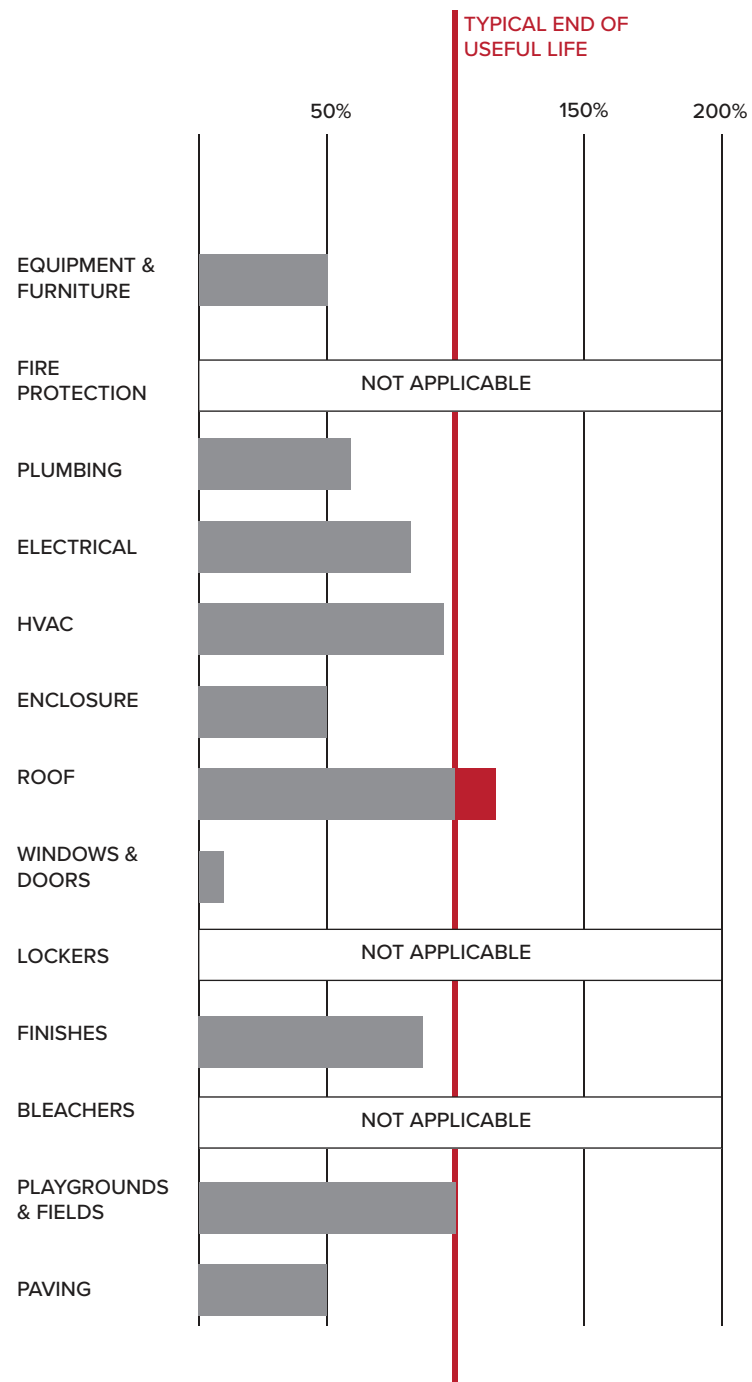 TYPICAL END OF
USEFUL LIFE
50%
150%
200%
EQUIPMENT &
FURNITURE
FIRE
PROTECTION
NOT APPLICABLE
PLUMBING
ELECTRICAL
HVAC
ENCLOSURE
ROOF
WINDOWS &
DOORS
LOCKERS
NOT APPLICABLE
FINISHES
BLEACHERS
NOT APPLICABLE
PLAYGROUNDS
& FIELDS
PAVING